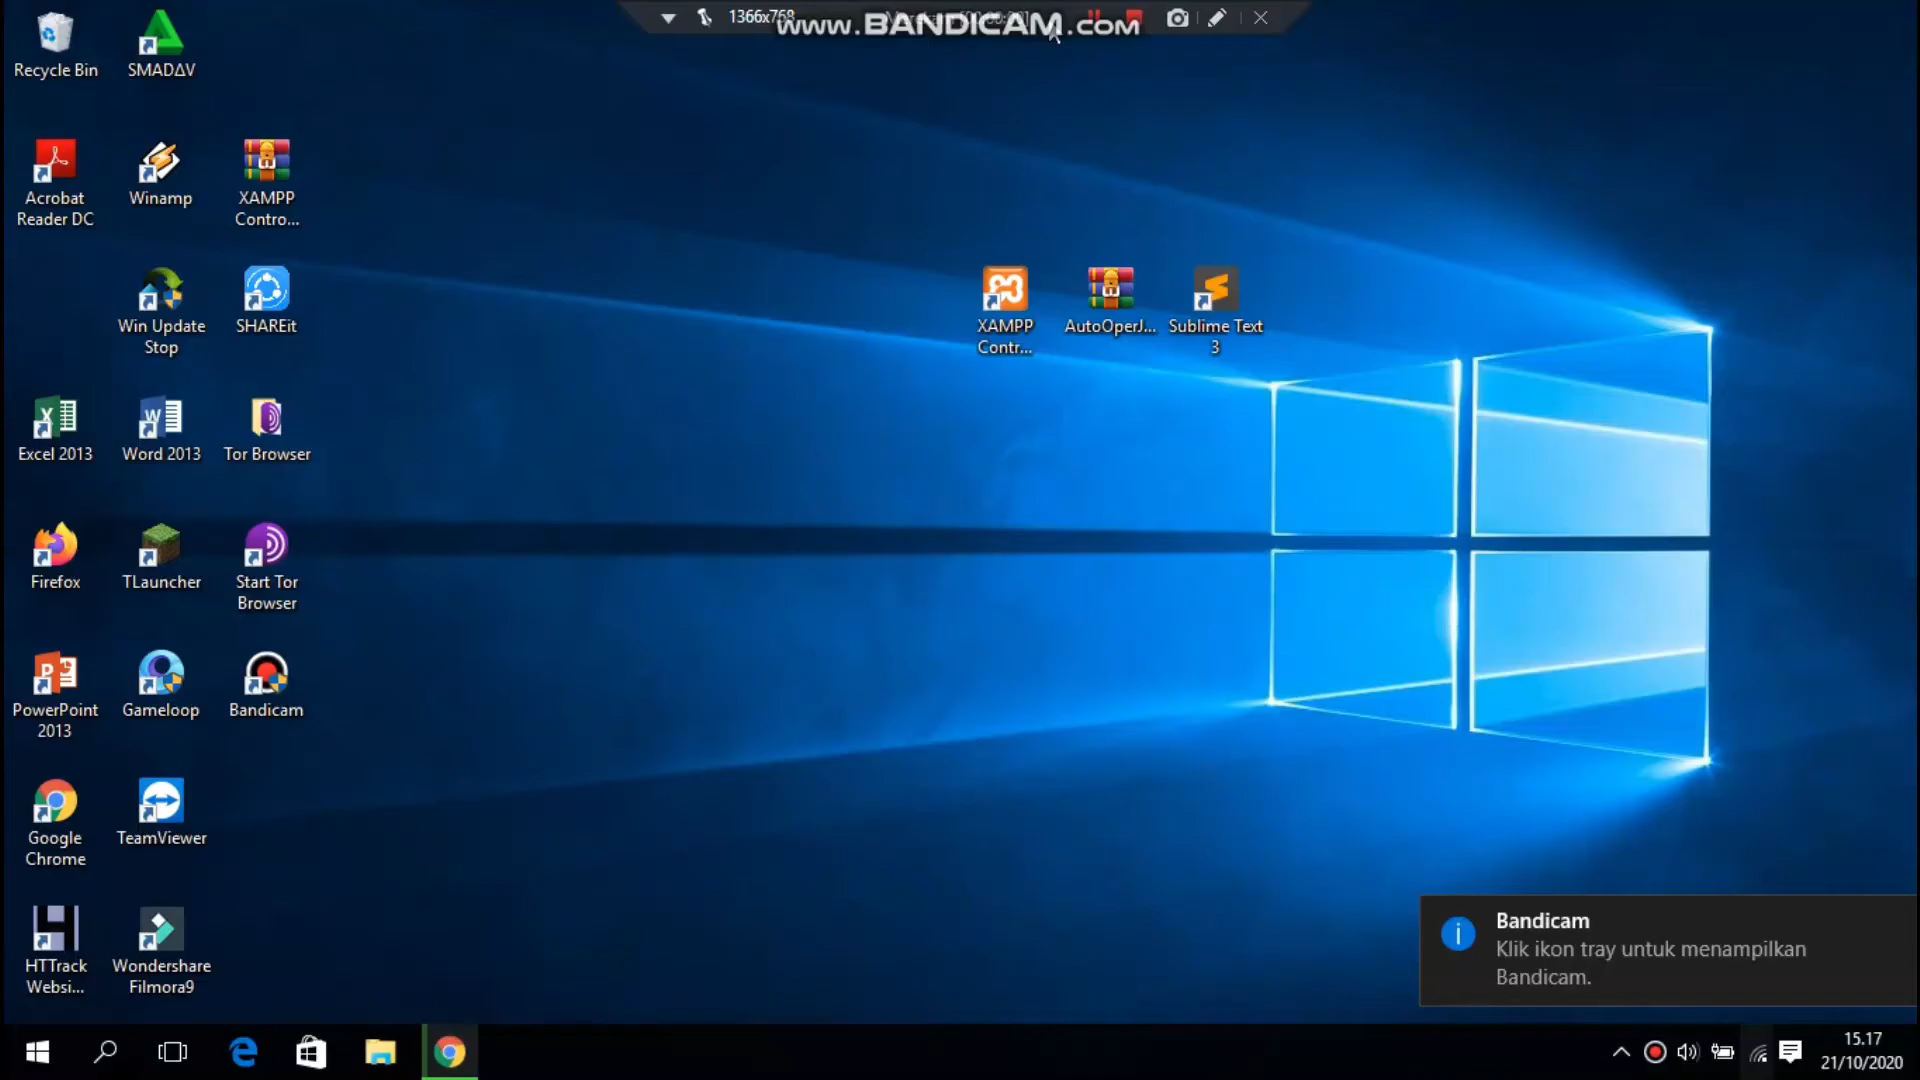 1366x768
www.BANDICAM.com
Recycle Bin
SMADΔV
Acrobat
Reader DC
Winamp
XAMPP
Contro...
Win Update
Stop
SHAREit
XAMPP
Contr...
AutoOperJ...
Sublime Text
3
Excel 2013
Word 2013
Tor Browser
Firefox
TLauncher
Start Tor
Browser
PowerPoint
2013
Gameloop
Bandicam
Google
Chrome
TeamViewer
HTTrack
Websi...
Wondershare
Filmora9
Bandicam
Klik ikon tray untuk menampilkan
Bandicam.
15.17
21/10/2020